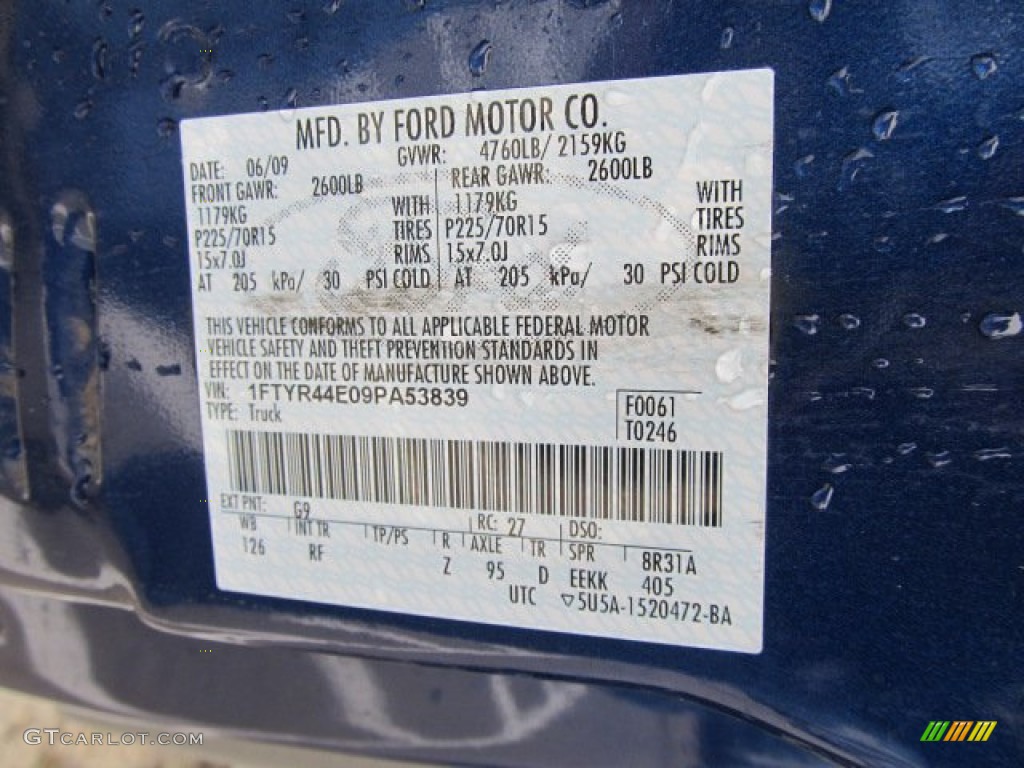 MFD. BY FORD MOTOR CO.
DATE: 06/09 GVWR: 4760LB/ 2159KG
FRONT GAWR: 2600LB REAR GAWR: 2600LB
1179KG WITH 1179KG WITH
P225/70R15 TIRES P225/70R15 TIRES
15x7.0J RIMS 15x7.0J RIMS
AT 205 kPa/ 30 PSI COLD AT 205 kPa/ 30 PSI COLD
THIS VEHICLE CONFORMS TO ALL APPLICABLE FEDERAL MOTOR
VEHICLE SAFETY AND THEFT PREVENTION STANDARDS IN
EFFECT ON THE DATE OF MANUFACTURE SHOWN ABOVE.
VIN: 1FTYR44E09PA53839
TYPE: Truck
F0061
T0246
EXT PNT: G9 RC: 27 DSO:
WB INT TR TP/PS R AXLE TR SPR 8R31A
126 RF Z 95 D EEKK 405
UTC ▽5U5A-1520472-BA
GTCARLOT.COM